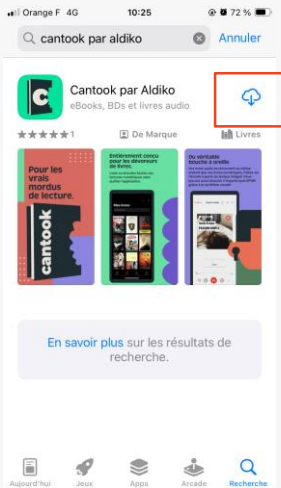 Orange F 4G 10:25 72 %
cantook par aldiko Annuler
Cantook par Aldiko
eBooks, BDs et livres audio
★★★★★1 De Marque Livres
Pour les
vrais
mordus
de lecture.
cantook
Entièrement conçu
pour les dévoreurs
de livres.
Du véritable
bouche à oreille.
En savoir plus sur les résultats de
recherche.
Aujourd'hui Jeux Apps Arcade Recherche